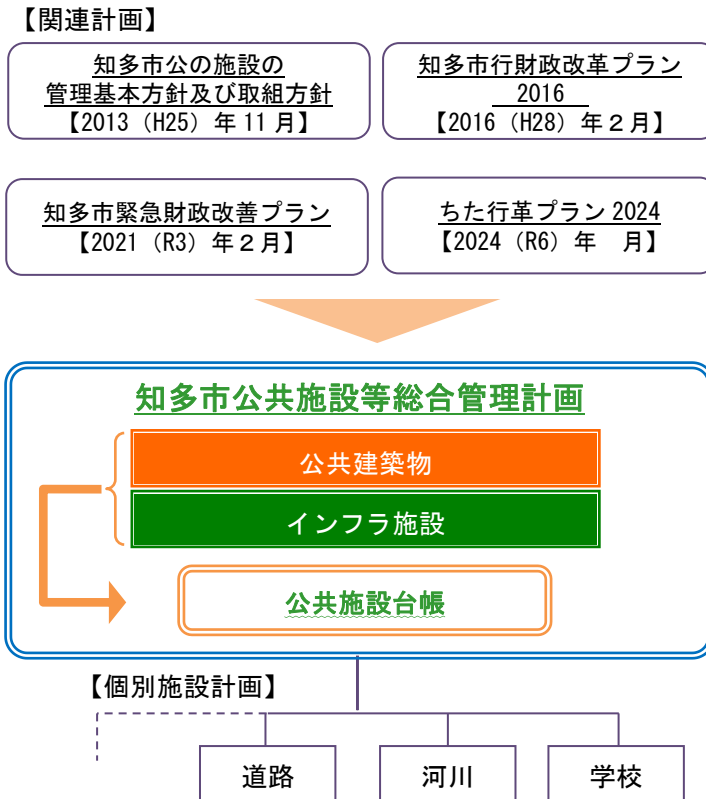 【関連計画】
知多市公の施設の
管理基本方針及び取組方針
【2013（H25）年 11 月】
知多市行財政改革プラン
2016
【2016（H28）年２月】
知多市緊急財政改善プラン
【2021（R3）年２月】
ちた行革プラン 2024
【2024（R6）年　月】
知多市公共施設等総合管理計画
公共建築物
インフラ施設
公共施設台帳
【個別施設計画】
道路
河川
学校